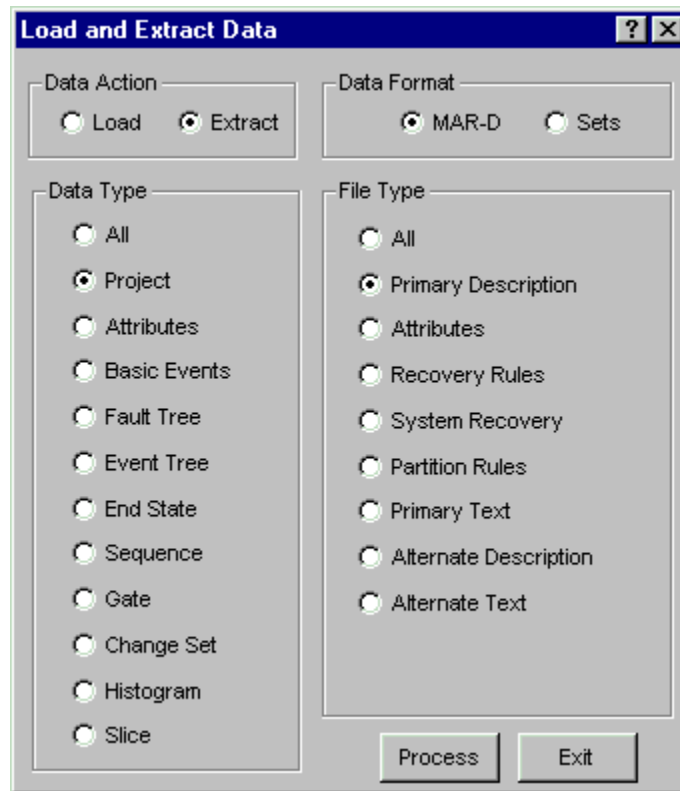 Load and Extract Data
Data Action
Load Extract
Data Format
MAR-D Sets
Data Type
All
Project
Attributes
Basic Events
Fault Tree
Event Tree
End State
Sequence
Gate
Change Set
Histogram
Slice
File Type
All
Primary Description
Attributes
Recovery Rules
System Recovery
Partition Rules
Primary Text
Alternate Description
Alternate Text
Process Exit